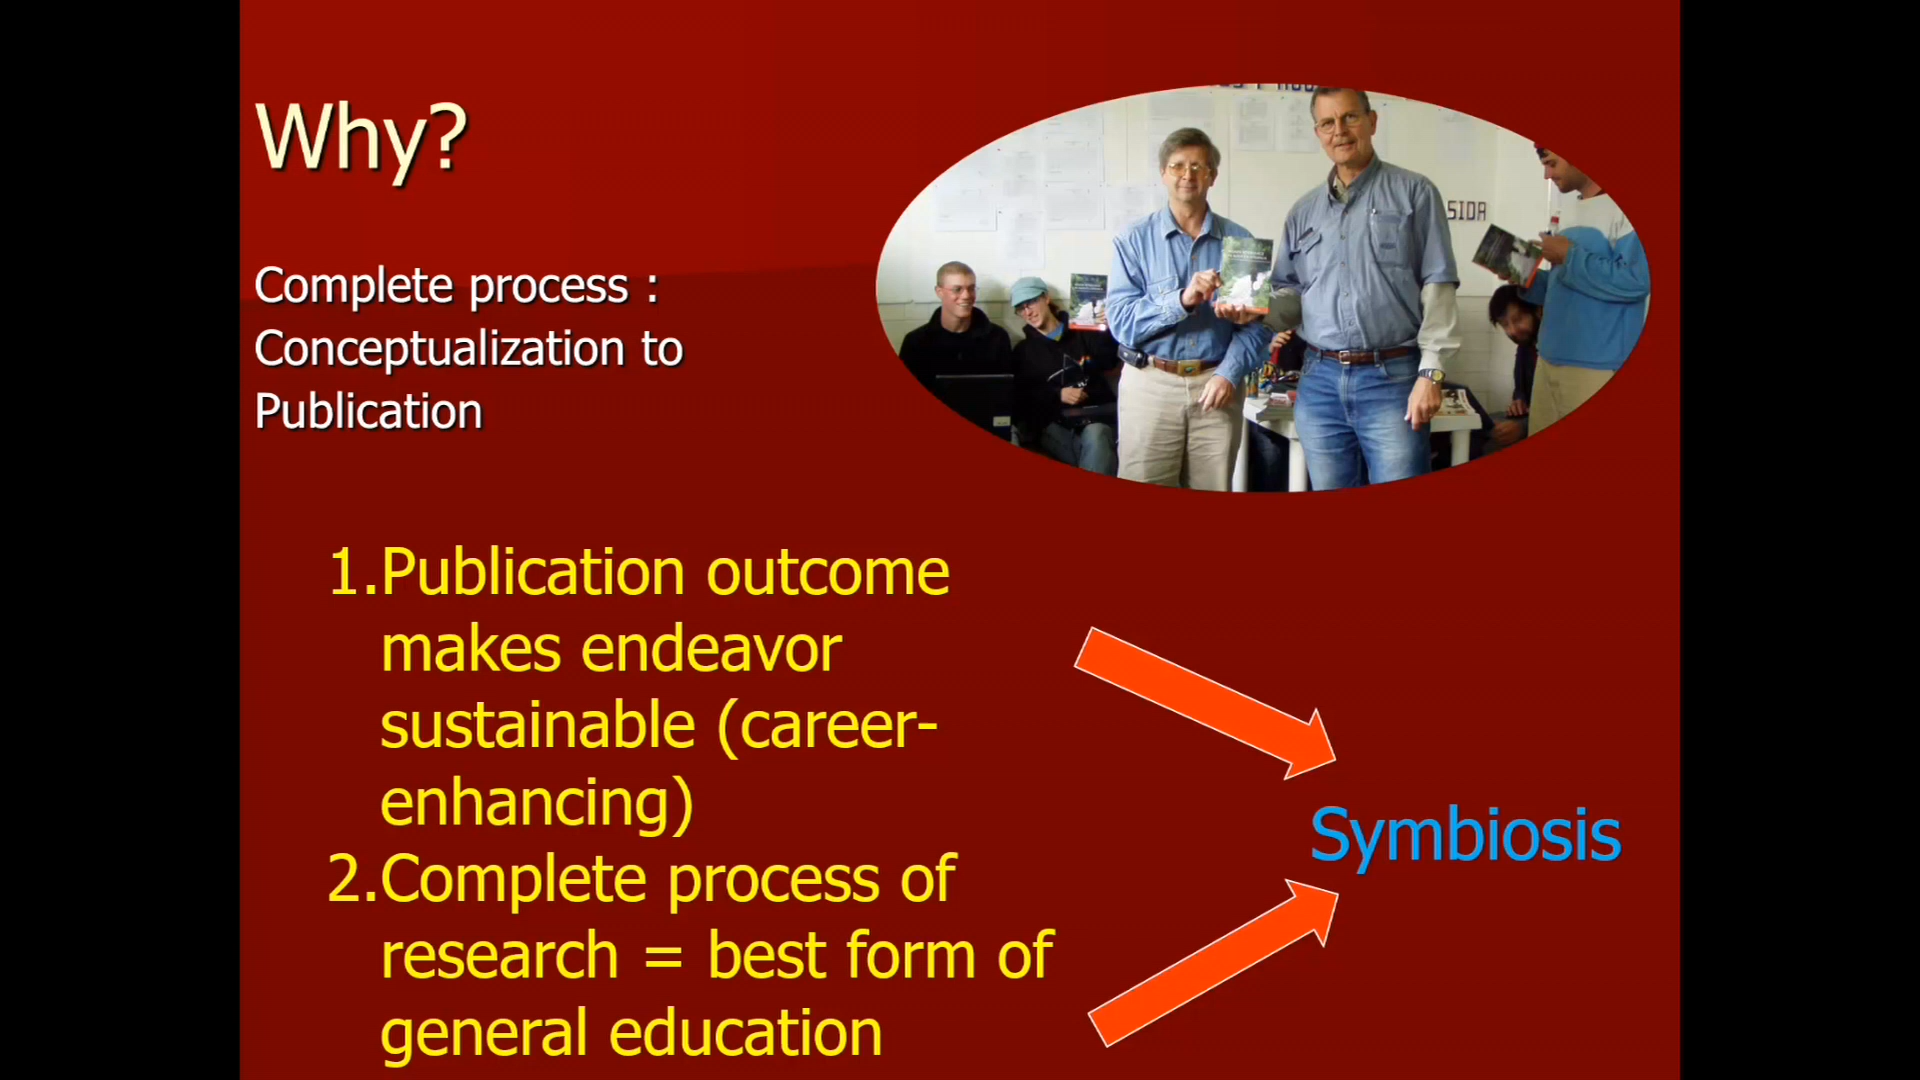 Why?
Complete process :
Conceptualization to
Publication
SIDA
1.Publication outcome
makes endeavor
sustainable (career-
enhancing)
2.Complete process of
research = best form of
general education
Symbiosis